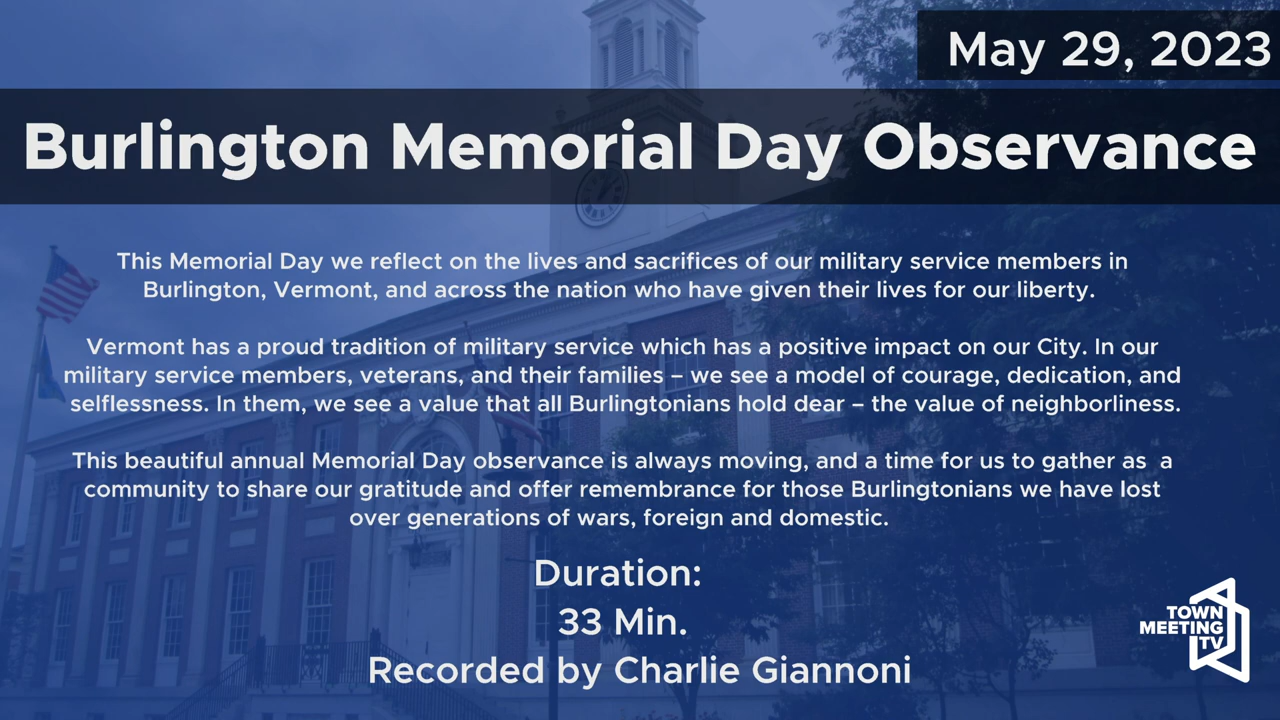 May 29, 2023
Burlington Memorial Day Observance
This Memorial Day we reflect on the lives and sacrifices of our military service members in
Burlington, Vermont, and across the nation who have given their lives for our liberty.
Vermont has a proud tradition of military service which has a positive impact on our City. In our
military service members, veterans, and their families – we see a model of courage, dedication, and
selflessness. In them, we see a value that all Burlingtonians hold dear – the value of neighborliness.
This beautiful annual Memorial Day observance is always moving, and a time for us to gather as a
community to share our gratitude and offer remembrance for those Burlingtonians we have lost
over generations of wars, foreign and domestic.
Duration:
33 Min.
Recorded by Charlie Giannoni
TOWN
MEETING
TV